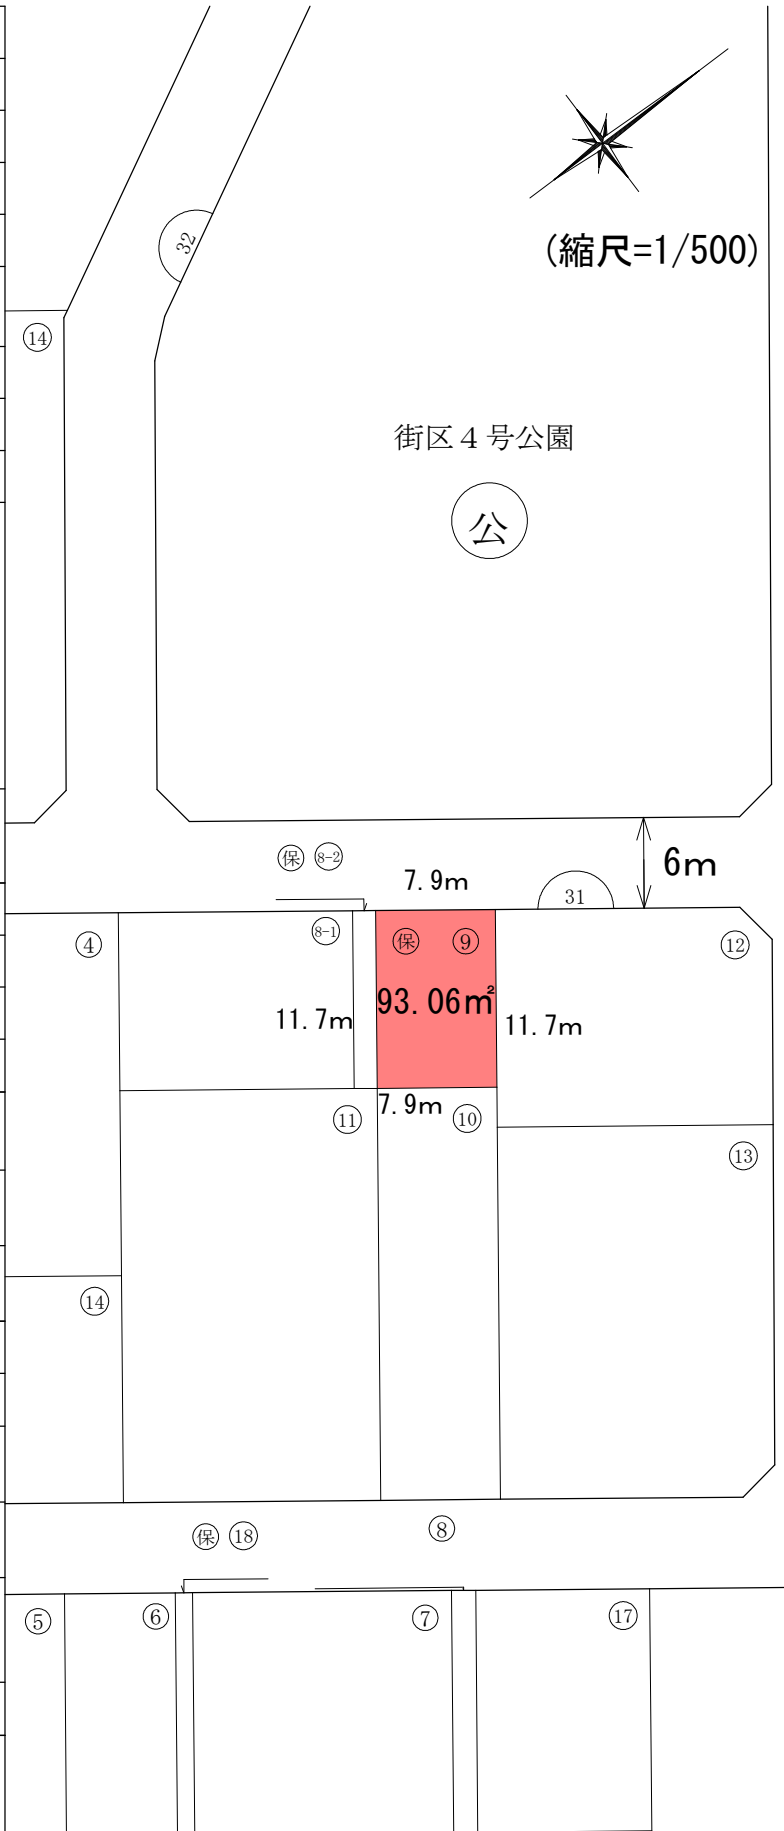 32
(縮尺=1/500)
⑭
街区４号公園
公
保 8-2
7.9m
31
6m
④
8-1
保 ⑨
⑫
11.7m
93.06㎡
11.7m
7.9m
⑪
⑩
⑬
⑭
保 ⑱
⑧
⑤
⑥
⑦
⑰